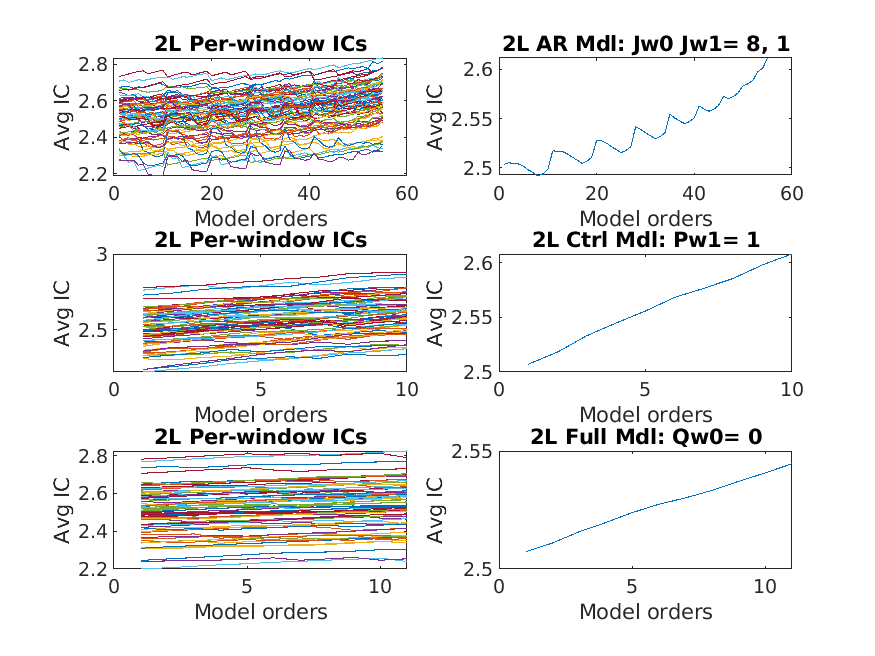 2L Per-window ICs
Avg IC
2.8
2.6
2.4
2.2
0 20 40 60
Model orders
2L AR Mdl: Jw0 Jw1= 8, 1
Avg IC
2.6
2.55
2.5
0 20 40 60
Model orders
2L Per-window ICs
Avg IC
3
2.5
0 5 10
Model orders
2L Ctrl Mdl: Pw1= 1
Avg IC
2.6
2.55
2.5
0 5 10
Model orders
2L Per-window ICs
Avg IC
2.8
2.6
2.4
2.2
0 5 10
Model orders
2L Full Mdl: Qw0= 0
Avg IC
2.55
2.5
0 5 10
Model orders